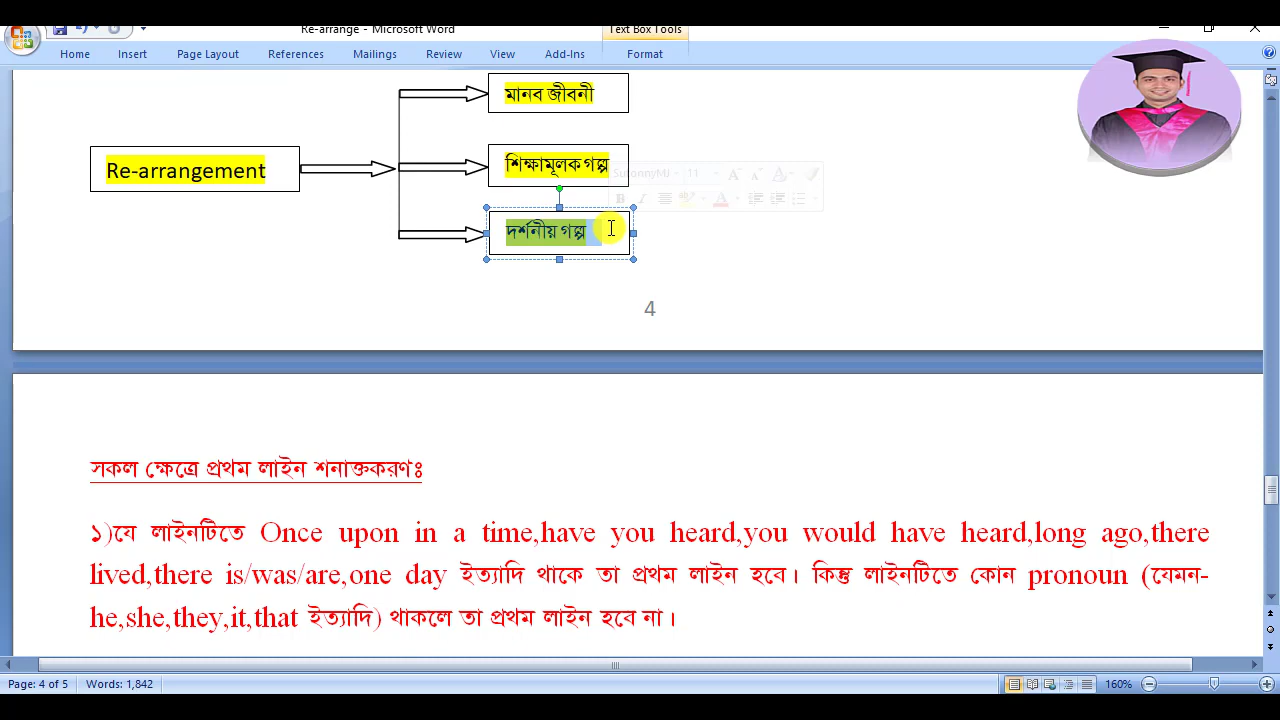 Re-arrange - Microsoft Word
Text Box Tools
Home Insert Page Layout References Mailings Review View Add-Ins Format
মানব জীবনী
Re-arrangement
শিক্ষামূলক গল্প
SutonnyMJ 11
দর্শনীয় গল্প
4
সকল ক্ষেত্রে প্রথম লাইন শনাক্তকরণঃ
১)যে লাইনটিতে Once upon in a time,have you heard,you would have heard,long ago,there
lived,there is/was/are,one day ইত্যাদি থাকে তা প্রথম লাইন হবে। কিন্তু লাইনটিতে কোন pronoun (যেমন-
he,she,they,it,that ইত্যাদি) থাকলে তা প্রথম লাইন হবে না।
Page: 4 of 5 Words: 1,842 160%